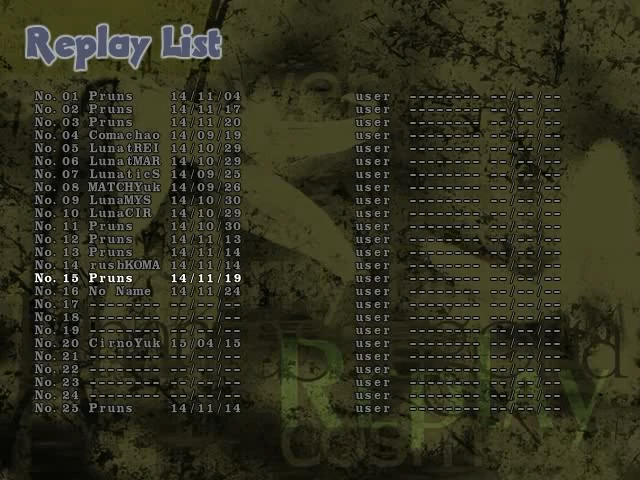 Replay List
No. 01 Pruns 14/11/04 user -------- --/--/--
No. 02 Pruns 14/11/17 user -------- --/--/--
No. 03 Pruns 14/11/20 user -------- --/--/--
No. 04 Comachao 14/09/19 user -------- --/--/--
No. 05 LunatREI 14/10/29 user -------- --/--/--
No. 06 LunatMAR 14/10/29 user -------- --/--/--
No. 07 LunaticS 14/09/25 user -------- --/--/--
No. 08 MATCHYuk 14/09/26 user -------- --/--/--
No. 09 LunaMYS 14/10/30 user -------- --/--/--
No. 10 LunaCIR 14/10/29 user -------- --/--/--
No. 11 Pruns 14/10/30 user -------- --/--/--
No. 12 Pruns 14/11/13 user -------- --/--/--
No. 13 Pruns 14/11/14 user -------- --/--/--
No. 14 rushKOMA 14/11/19 user -------- --/--/--
No. 15 Pruns 14/11/19 user -------- --/--/--
No. 16 No Name 14/11/24 user -------- --/--/--
No. 17 -------- --/--/-- user -------- --/--/--
No. 18 -------- --/--/-- user -------- --/--/--
No. 19 -------- --/--/-- user -------- --/--/--
No. 20 CirnoYuk 15/04/15 user -------- --/--/--
No. 21 -------- --/--/-- user -------- --/--/--
No. 22 -------- --/--/-- user -------- --/--/--
No. 23 -------- --/--/-- user -------- --/--/--
No. 24 -------- --/--/-- user -------- --/--/--
No. 25 Pruns 14/11/14 user -------- --/--/--
Replay